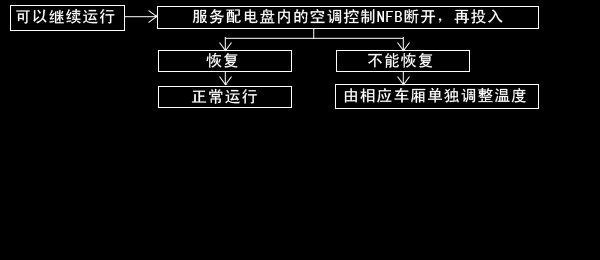 可以继续运行
服务配电盘内的空调控制NFB断开，再投入
恢复
不能恢复
正常运行
由相应车厢单独调整温度